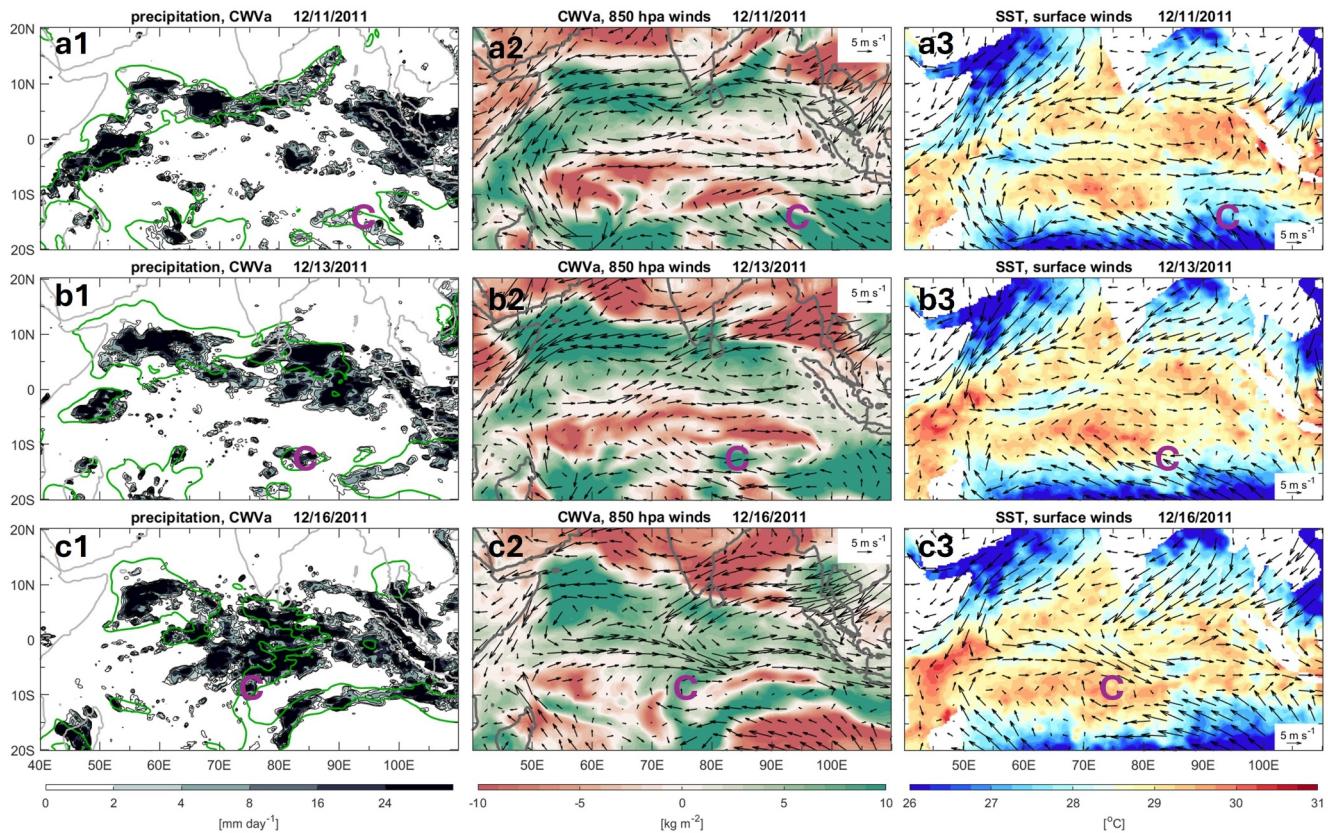 precipitation, CWVa 12/11/2011
CWVa, 850 hpa winds 12/11/2011
SST, surface winds 12/11/2011
a1
a2
a3
5 m s⁻¹
5 m s⁻¹
20N
10N
0
10S
20S
C
C
C
precipitation, CWVa 12/13/2011
CWVa, 850 hpa winds 12/13/2011
SST, surface winds 12/13/2011
b1
b2
b3
5 m s⁻¹
5 m s⁻¹
20N
10N
0
10S
20S
C
C
C
precipitation, CWVa 12/16/2011
CWVa, 850 hpa winds 12/16/2011
SST, surface winds 12/16/2011
c1
c2
c3
5 m s⁻¹
5 m s⁻¹
20N
10N
0
10S
20S
C
C
C
40E 50E 60E 70E 80E 90E 100E
50E 60E 70E 80E 90E 100E
50E 60E 70E 80E 90E 100E
0 2 4 8 16 24
-10 -5 0 5 10
26 27 28 29 30 31
[mm day⁻¹]
[kg m⁻²]
[°C]